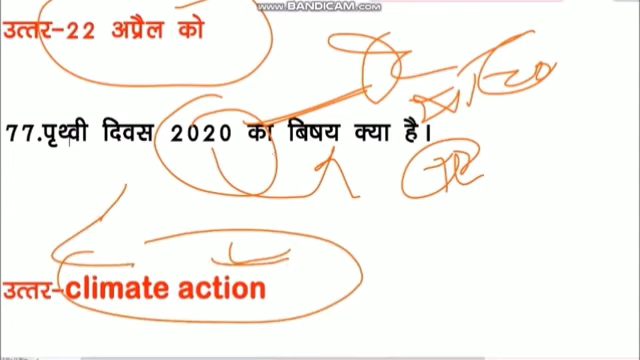 www.BANDICAM.com
उत्तर-22 अप्रैल को
77.पृथ्वी दिवस 2020 का बिषय क्या है।
उत्तर-climate action